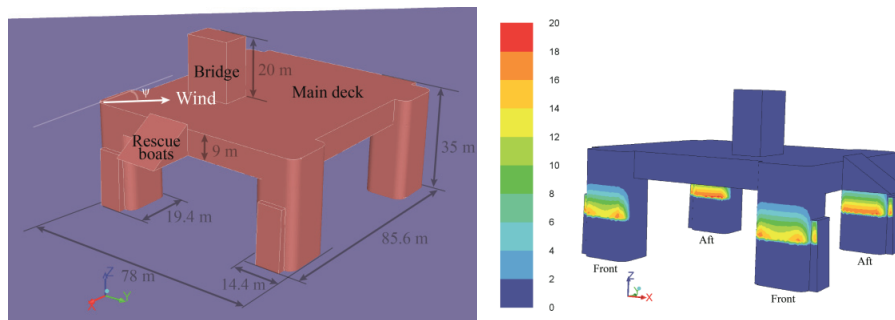 Bridge
20 m
Main deck
ψ
Wind
Rescue
boats
9 m
35 m
19.4 m
85.6 m
14.4 m
78 m
Z
X
Y
20
18
16
14
12
10
8
6
4
2
0
Front
Aft
Front
Aft
Z
Y
X